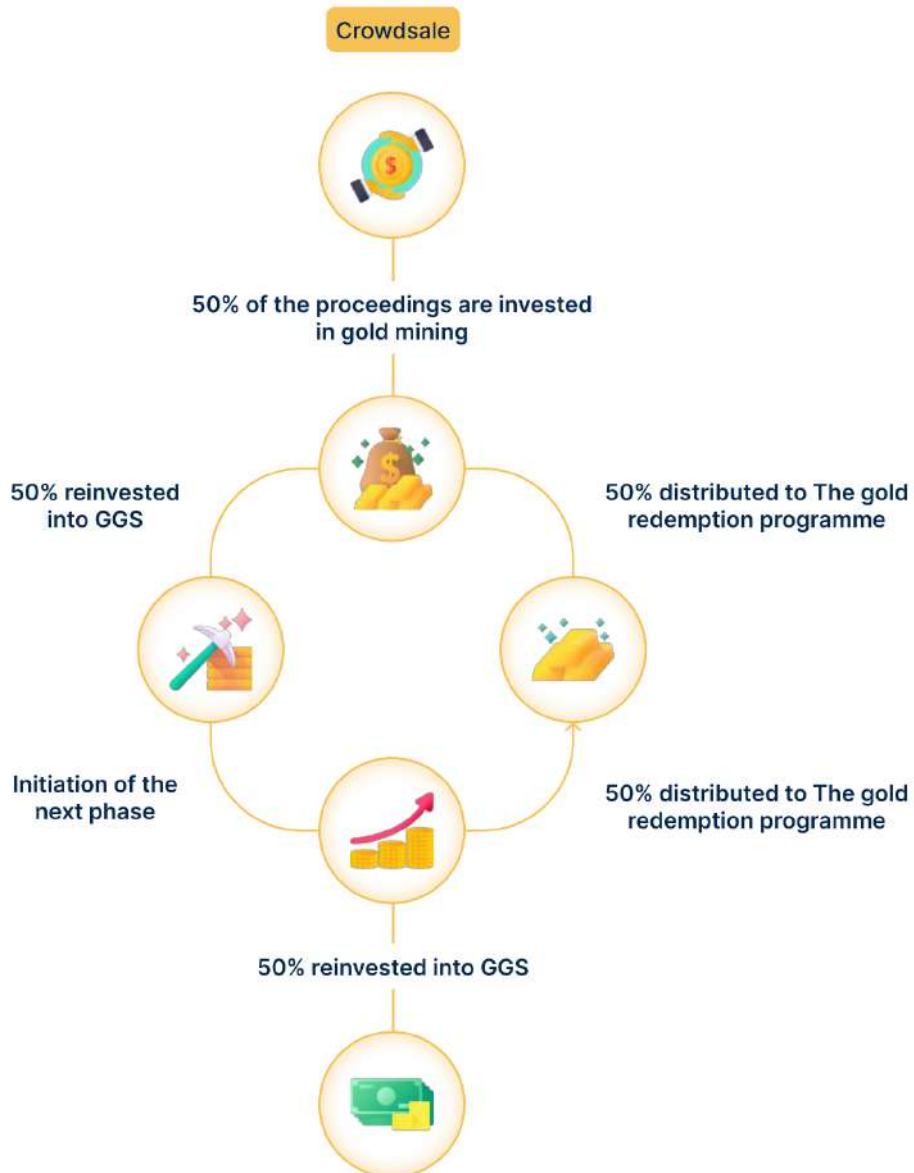 Crowdsale
50% of the proceedings are invested
in gold mining
50% reinvested
into GGS
50% distributed to The gold
redemption programme
Initiation of the
next phase
50% distributed to The gold
redemption programme
50% reinvested into GGS